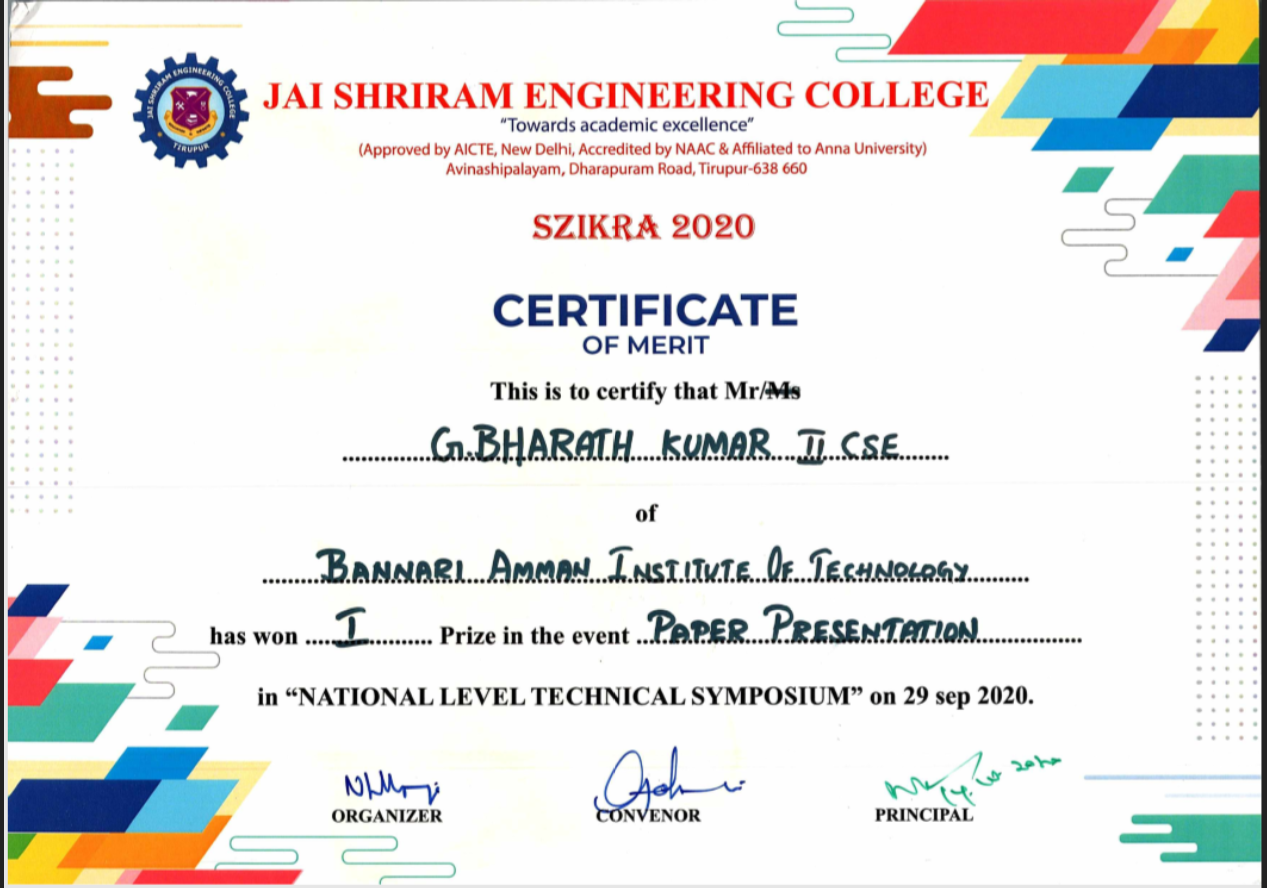 JAI SHRIRAM ENGINEERING COLLEGE
TIRUPUR
JAI SHRIRAM ENGINEERING COLLEGE
"Towards academic excellence"
(Approved by AICTE, New Delhi, Accredited by NAAC & Affiliated to Anna University)
Avinashipalayam, Dharapuram Road, Tirupur-638 660
SZIKRA 2020
CERTIFICATE
OF MERIT
This is to certify that Mr/Ms
G.BHARATH KUMAR II CSE
of
BANNARI AMMAN INSTITUTE OF TECHNOLOGY
has won I Prize in the event PAPER PRESENTATION
in “NATIONAL LEVEL TECHNICAL SYMPOSIUM” on 29 sep 2020.
ORGANIZER CONVENOR PRINCIPAL